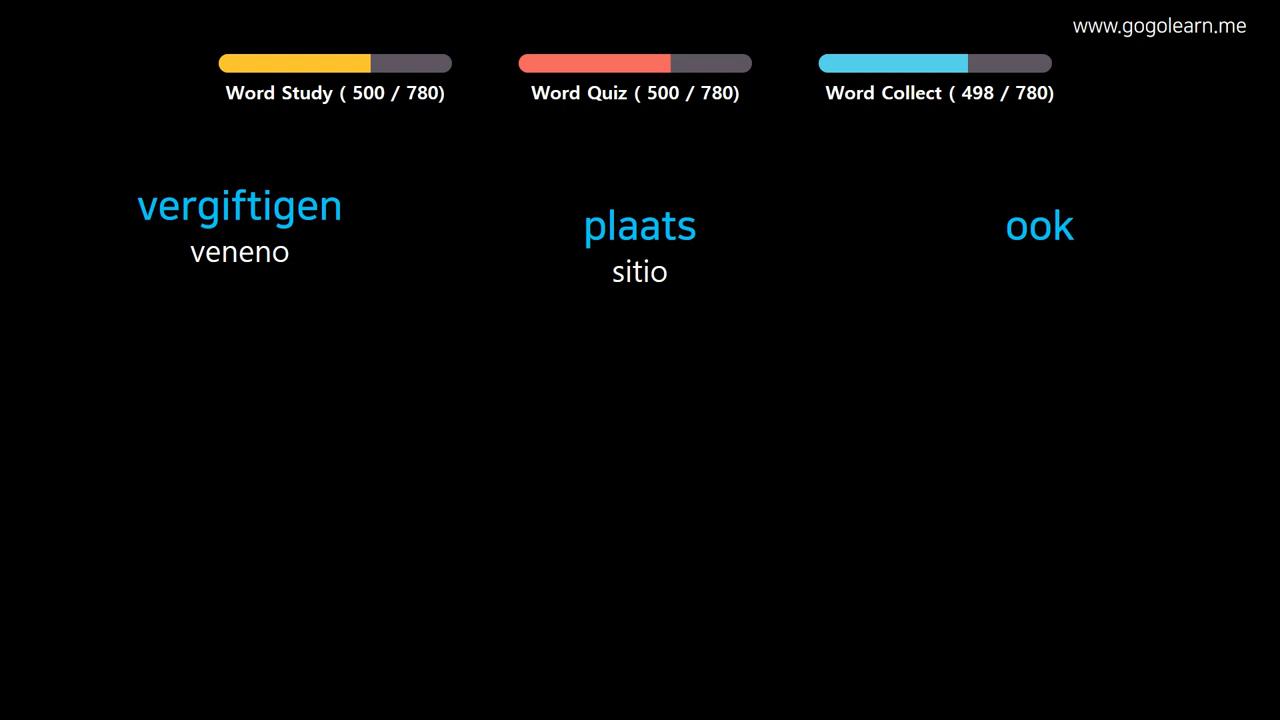 www.gogolearn.me
Word Study ( 500 / 780)
Word Quiz ( 500 / 780)
Word Collect ( 498 / 780)
vergiftigen
veneno
plaats
sitio
ook